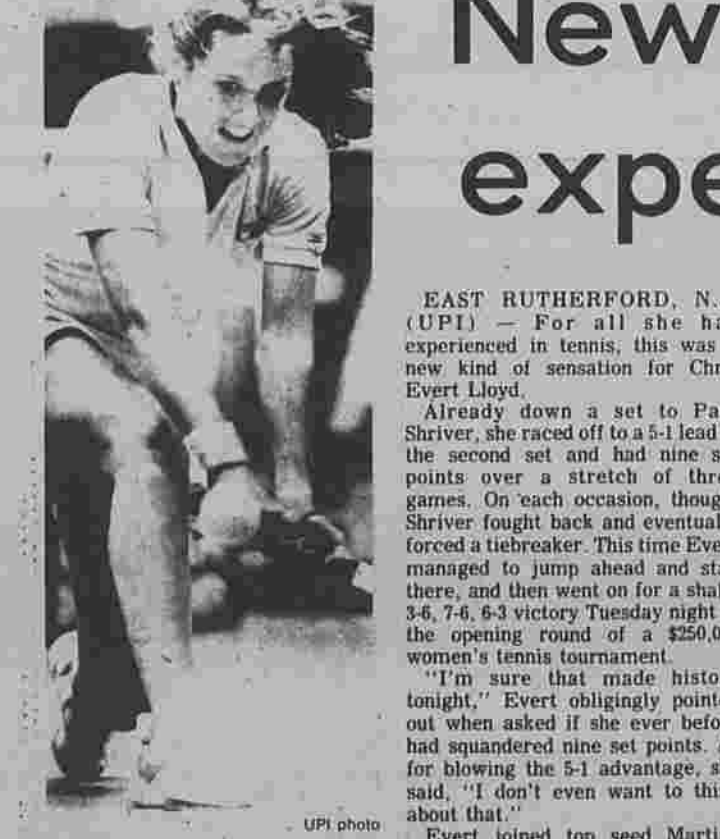 New
expe
EAST RUTHERFORD, N.
(UPI) — For all she ha
experienced in tennis, this was
new kind of sensation for Chr
Evert Lloyd.
Already down a set to Pa
Shriver, she raced off to a 5-1 lead
the second set and had nine s
points over a stretch of thre
games. On each occasion, thoug
Shriver fought back and eventual
forced a tiebreaker. This time Eve
managed to jump ahead and sta
there, and then went on for a sha
3-6, 7-6, 6-3 victory Tuesday night
the opening round of a $250,0
women's tennis tournament.
"I'm sure that made histo
tonight," Evert obligingly point
out when asked if she ever befo
had squandered nine set points.
for blowing the 5-1 advantage, s
said, "I don't even want to thi
about that."
Evert joined top seed Marti
UPI photo